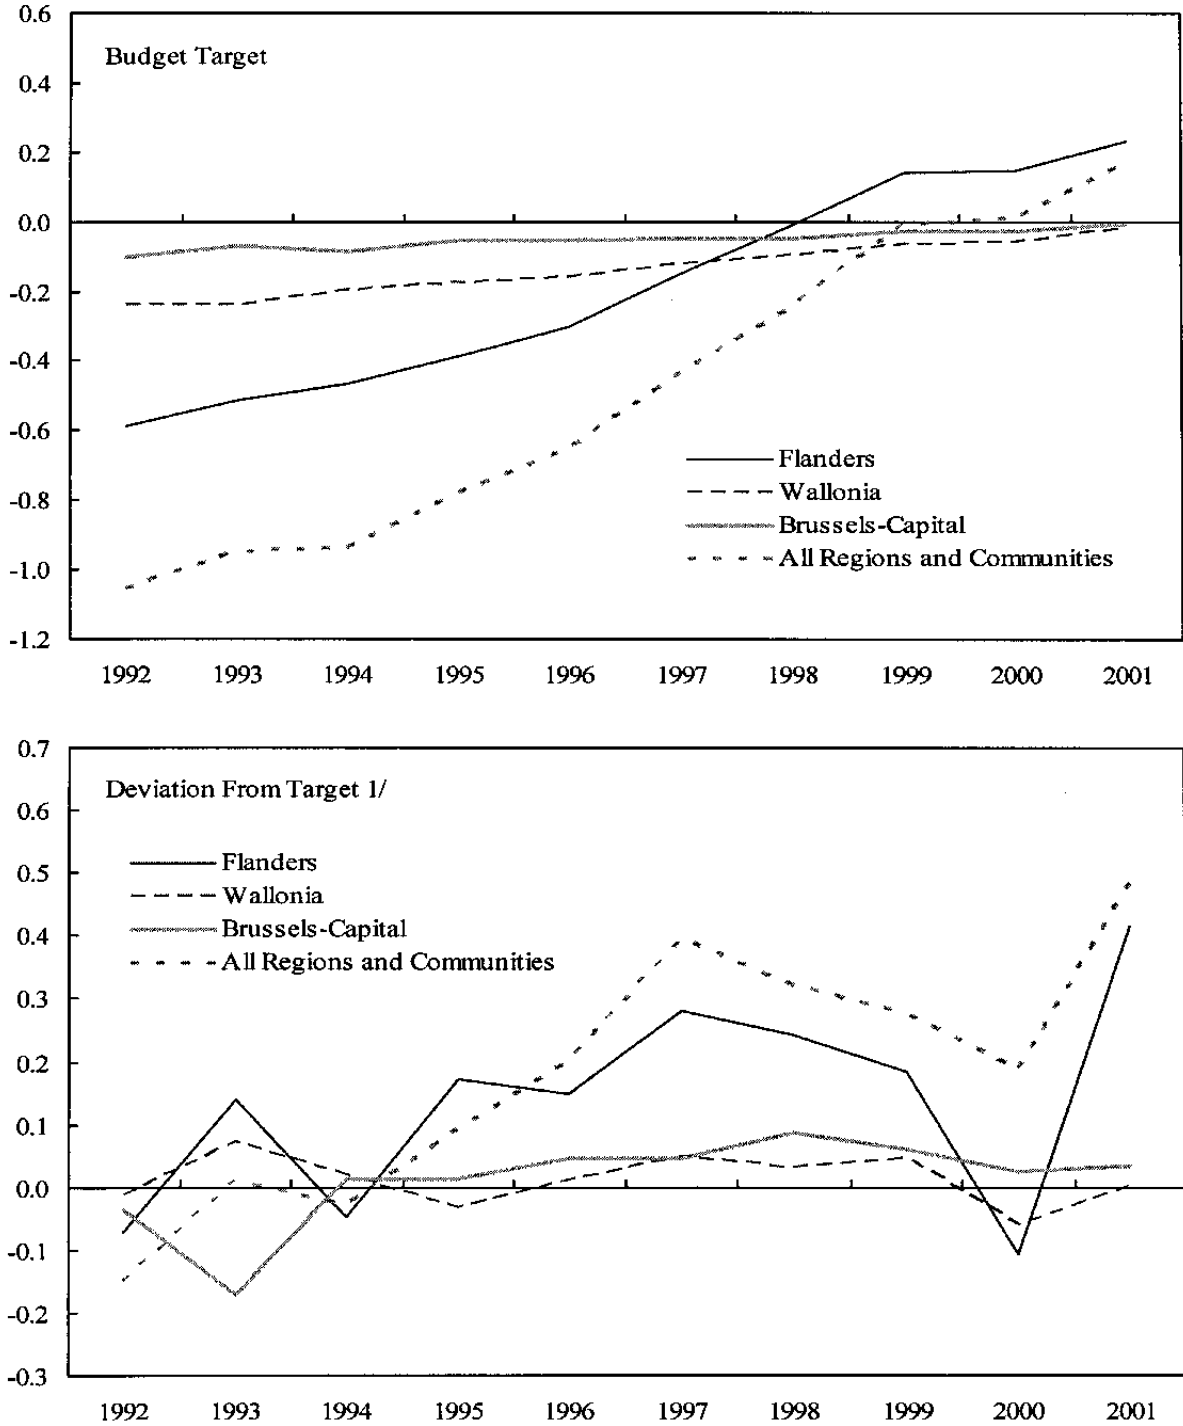 0.6
Budget Target
0.4
0.2
0.0
-0.2
-0.4
-0.6
Flanders
Wallonia
-0.8
Brussels-Capital
All Regions and Communities
-1.0
-1.2
1992 1993 1994 1995 1996 1997 1998 1999 2000 2001
0.7
Deviation From Target 1/
0.6
Flanders
0.5
Wallonia
Brussels-Capital
0.4
All Regions and Communities
0.3
0.2
0.1
0.0
-0.1
-0.2
-0.3
1992 1993 1994 1995 1996 1997 1998 1999 2000 2001